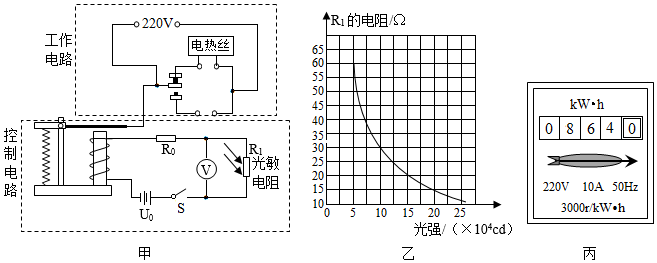 工作
电路
220V
电热丝
控制电路
R₀
R₁
光敏
电阻
V
U₀
S
甲
R₁的电阻/Ω
65
60
55
50
45
40
35
30
25
20
15
10
0 5 10 15 20 25
光强/(×10⁴cd)
乙
kW•h
0 8 6 4 0
220V 10A 50Hz
3000r/kW•h
丙